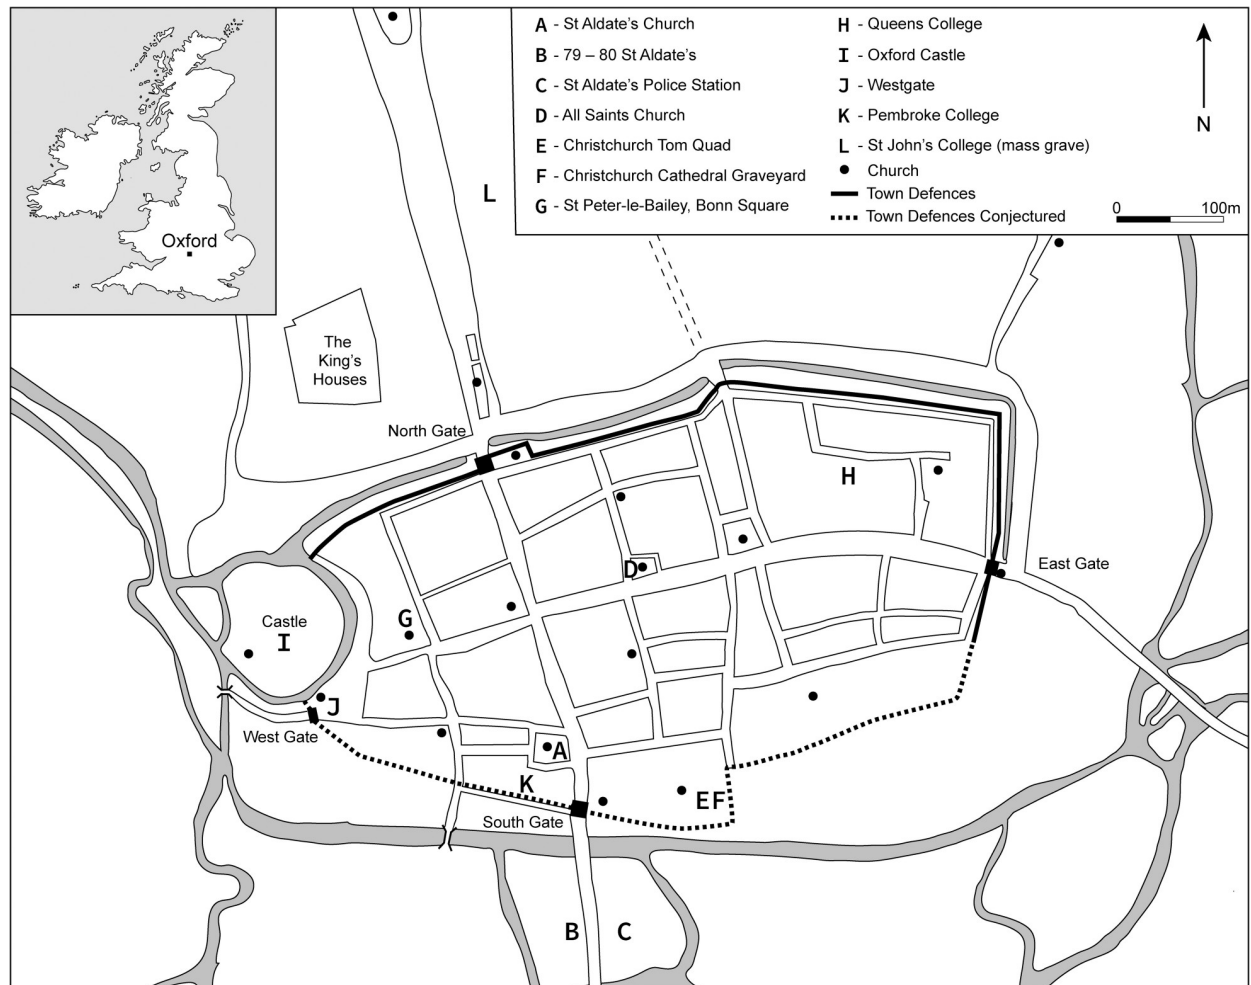 Oxford
A - St Aldate's Church
B - 79 – 80 St Aldate's
C - St Aldate's Police Station
D - All Saints Church
E - Christchurch Tom Quad
F - Christchurch Cathedral Graveyard
G - St Peter-le-Bailey, Bonn Square
H - Queens College
I - Oxford Castle
J - Westgate
K - Pembroke College
L - St John's College (mass grave)
Church
Town Defences
Town Defences Conjectured
N
0 100m
L
The
King's
Houses
North Gate
H
D
East Gate
G
Castle
I
J
West Gate
A
K
E F
South Gate
B
C